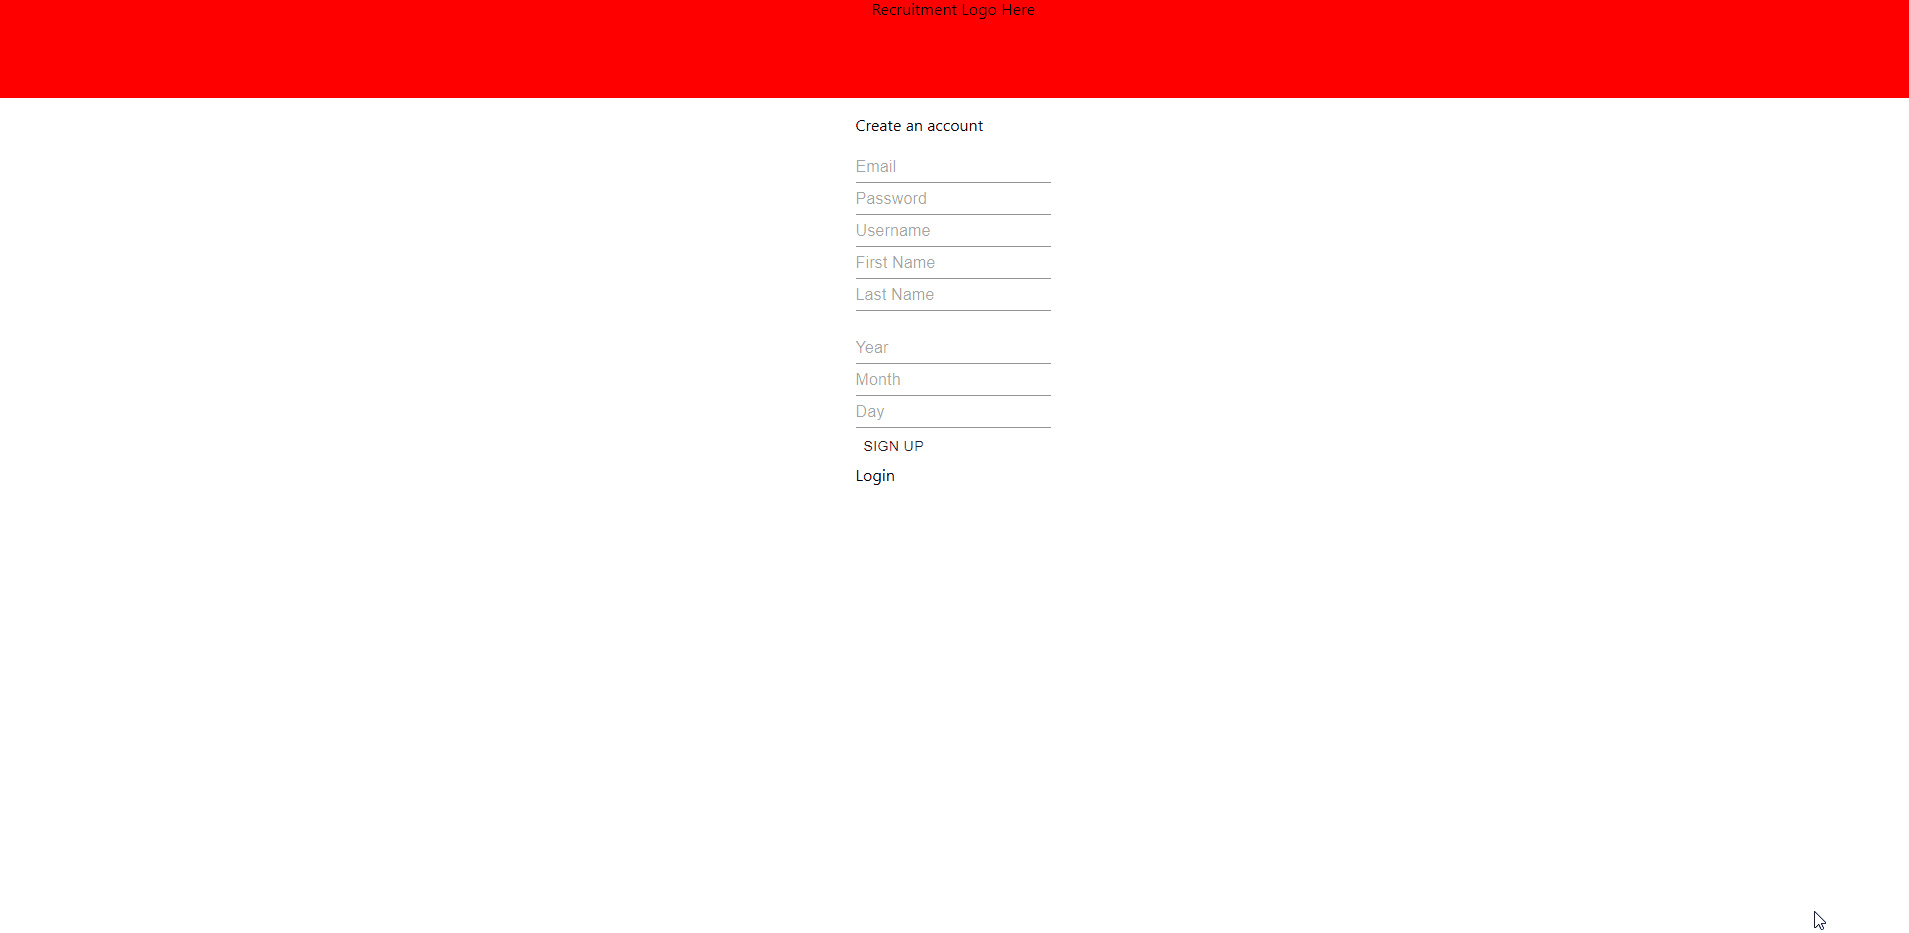 Recruitment Logo Here
Create an account
Email
Password
Username
First Name
Last Name
Year
Month
Day
SIGN UP
Login